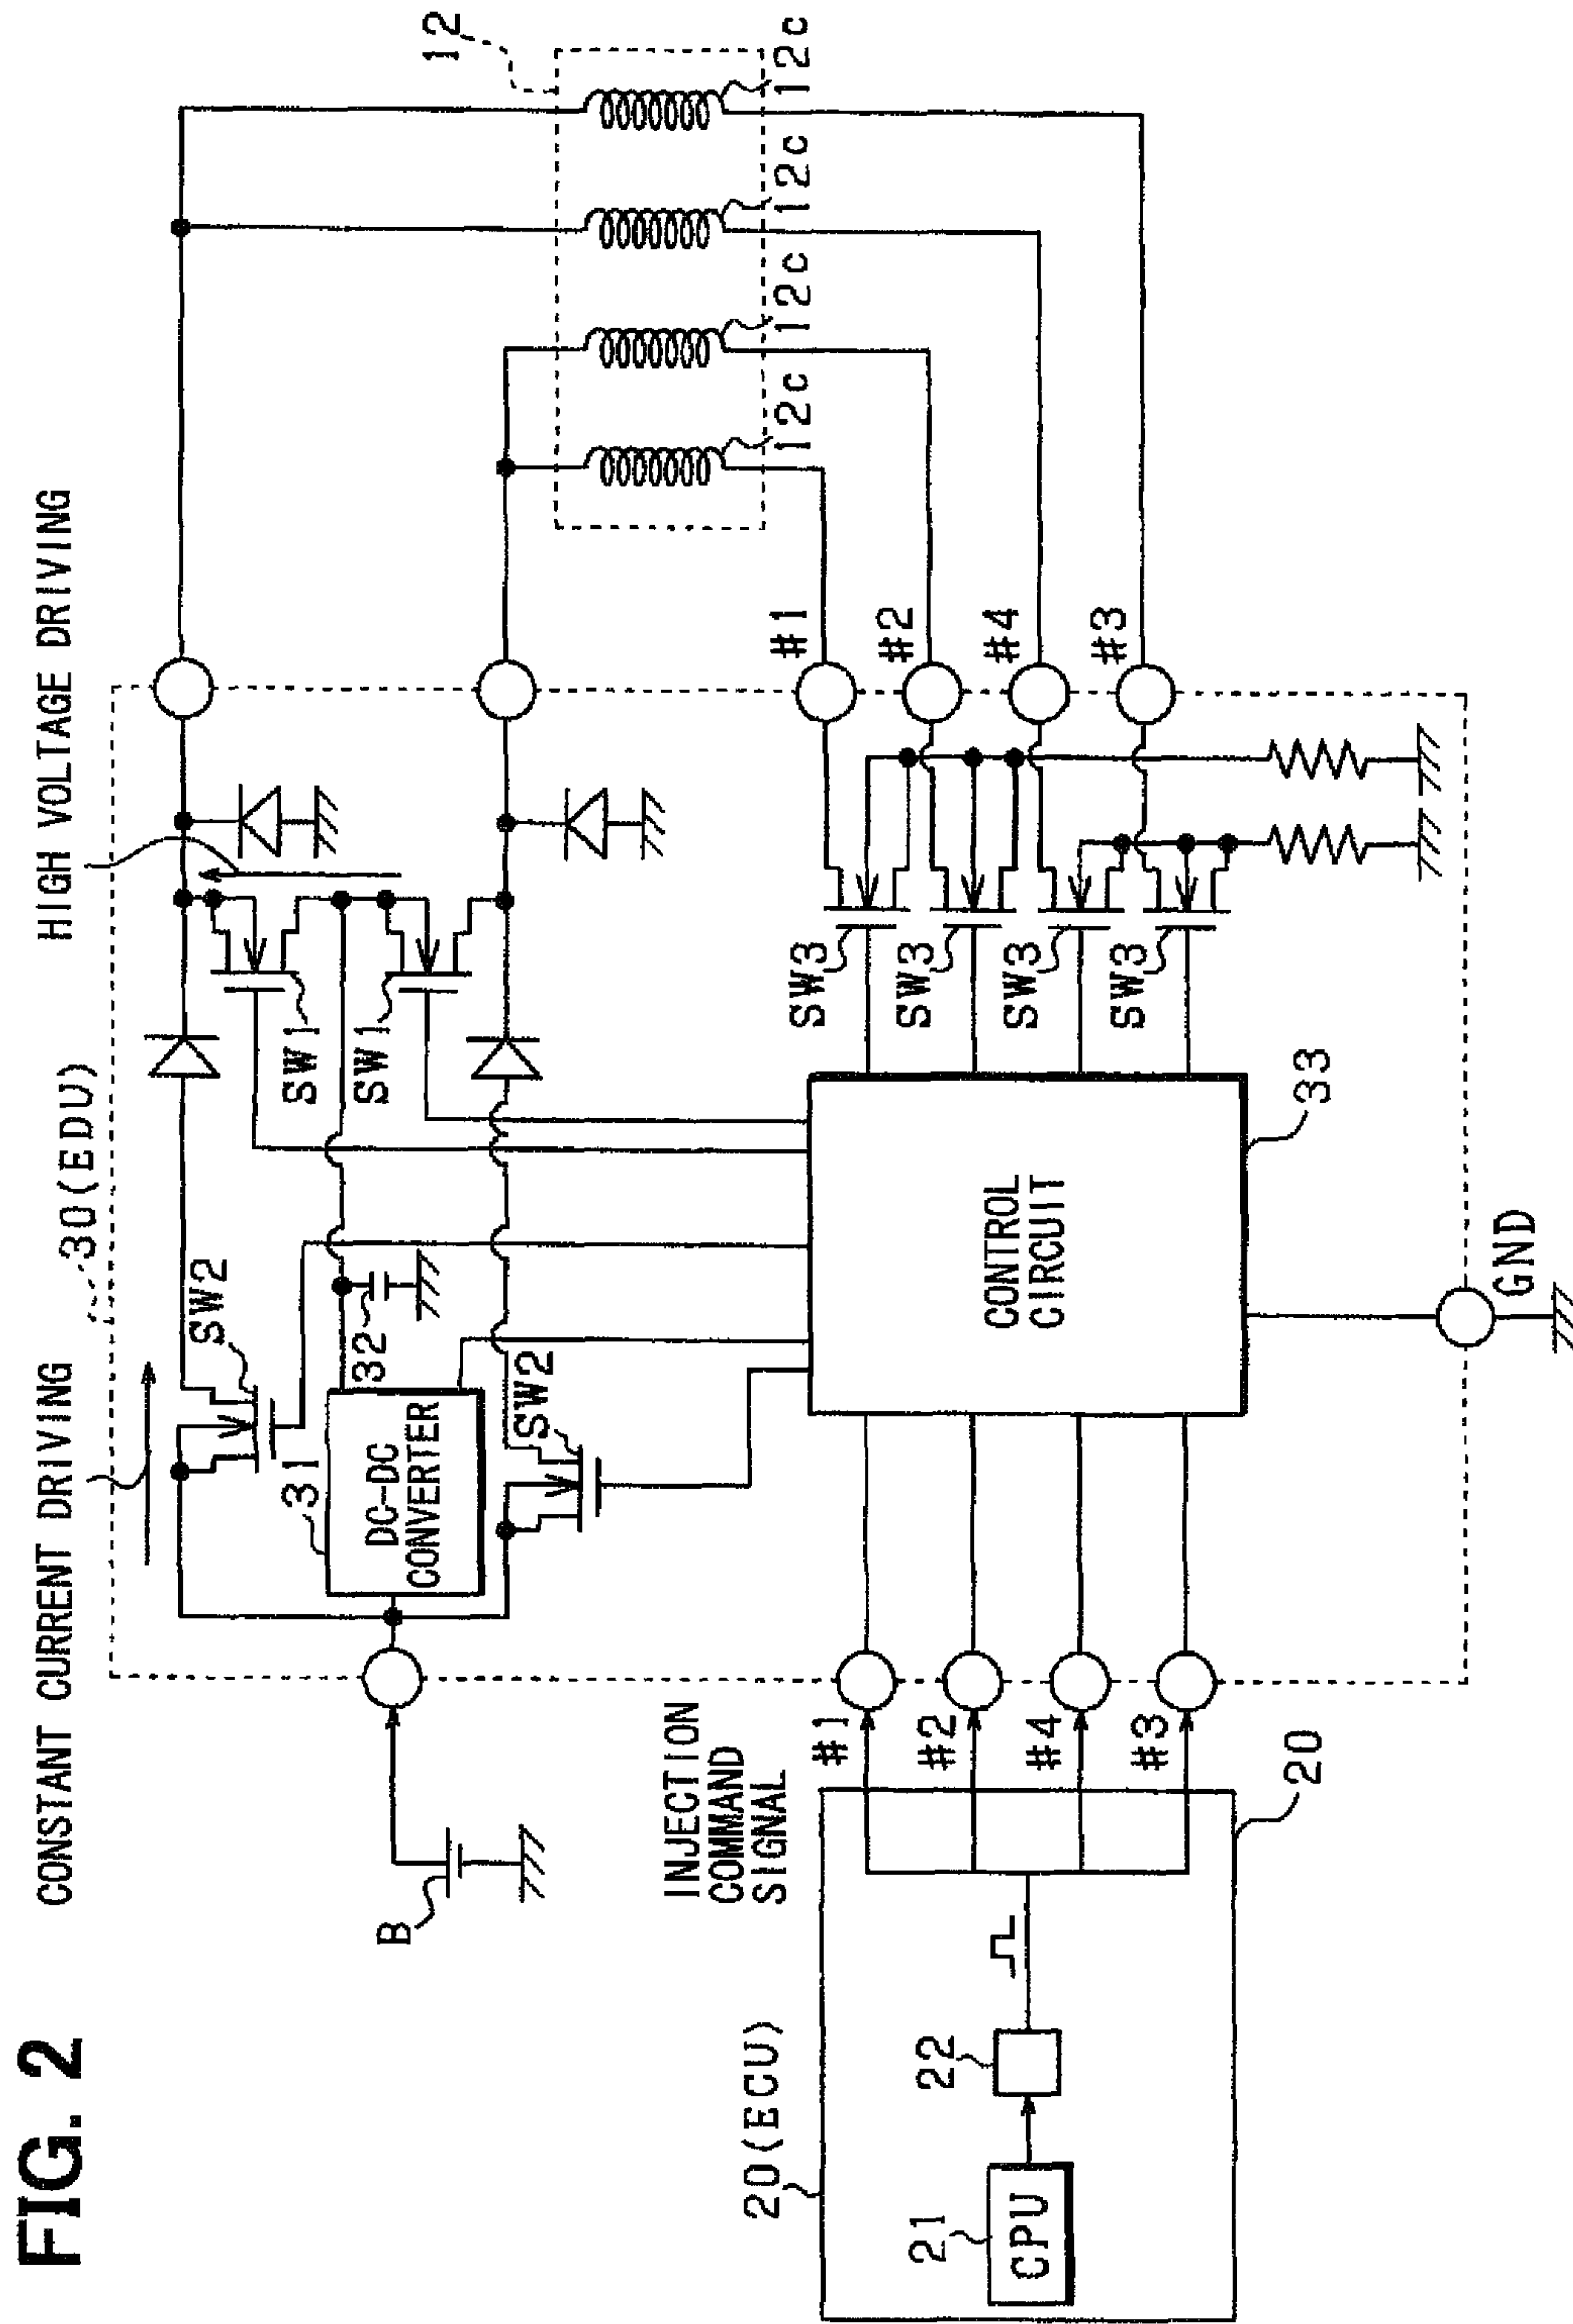 FIG. 2
CONSTANT CURRENT DRIVING
HIGH VOLTAGE DRIVING
30(EDU)
SW2
SW1
SW1
12
31
DC-DC
CONVERTER
32
SW2
B
12c
12c
12c
12c
INJECTION
COMMAND
SIGNAL
20(ECU)
#1
#2
#4
#3
SW3
SW3
SW3
SW3
#1
#2
#4
#3
21
CPU
22
CONTROL
CIRCUIT
20
33
GND